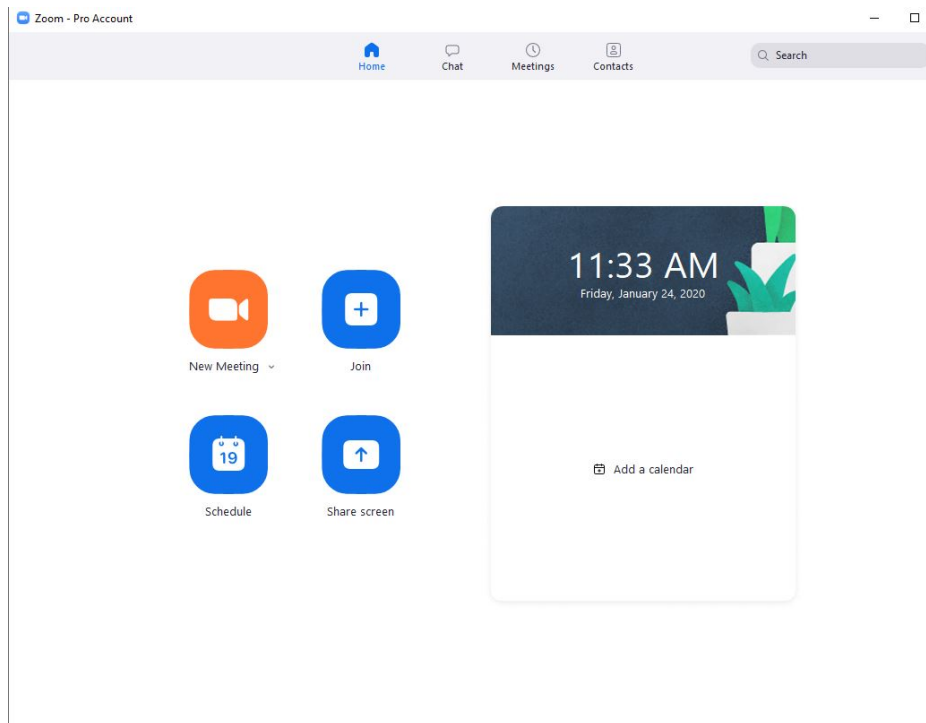 Zoom - Pro Account
Home
Chat
Meetings
Contacts
Search
11:33 AM
Friday, January 24, 2020
New Meeting
Join
19
Schedule
Share screen
Add a calendar